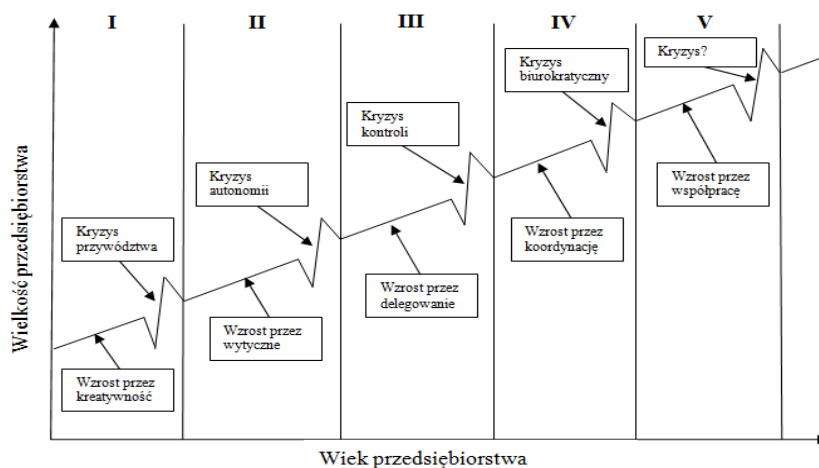 I
II
III
IV
V
Kryzys
przywództwa
Kryzys
autonomii
Kryzys
kontroli
Kryzys
biurokratyczny
Kryzys?
Wzrost przez
kreatywność
Wzrost przez
wytyczne
Wzrost przez
delegowanie
Wzrost przez
koordynację
Wzrost przez
współpracę
Wielkość przedsiębiorstwa
Wiek przedsiębiorstwa